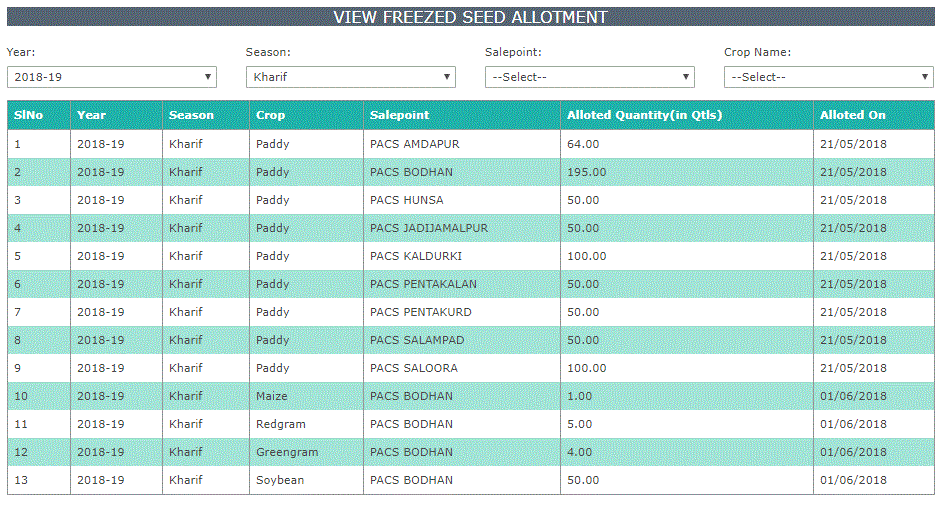 VIEW FREEZED SEED ALLOTMENT
Year: Season: Salepoint: Crop Name:
2018-19 Kharif --Select-- --Select--
SlNo Year Season Crop Salepoint Alloted Quantity(in Qtls) Alloted On
1 2018-19 Kharif Paddy PACS AMDAPUR 64.00 21/05/2018
2 2018-19 Kharif Paddy PACS BODHAN 195.00 21/05/2018
3 2018-19 Kharif Paddy PACS HUNSA 50.00 21/05/2018
4 2018-19 Kharif Paddy PACS JADIJAMALPUR 50.00 21/05/2018
5 2018-19 Kharif Paddy PACS KALDURKI 100.00 21/05/2018
6 2018-19 Kharif Paddy PACS PENTAKALAN 50.00 21/05/2018
7 2018-19 Kharif Paddy PACS PENTAKURD 50.00 21/05/2018
8 2018-19 Kharif Paddy PACS SALAMPAD 50.00 21/05/2018
9 2018-19 Kharif Paddy PACS SALOORA 100.00 21/05/2018
10 2018-19 Kharif Maize PACS BODHAN 1.00 01/06/2018
11 2018-19 Kharif Redgram PACS BODHAN 5.00 01/06/2018
12 2018-19 Kharif Greengram PACS BODHAN 4.00 01/06/2018
13 2018-19 Kharif Soybean PACS BODHAN 50.00 01/06/2018